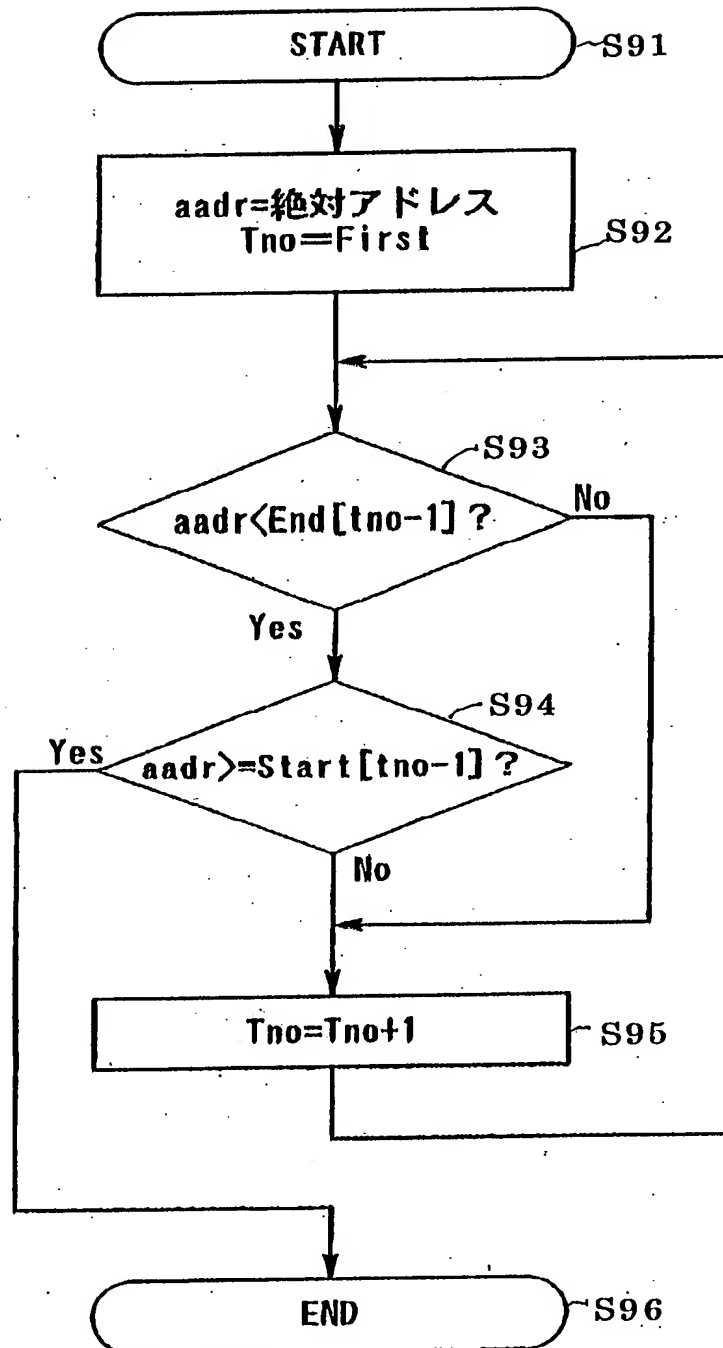 START
S91
aadr=絶対アドレス
Tno=First
S92
S93
aadr<End[tno-1]?
No
Yes
S94
Yes
aadr>=Start[tno-1]?
No
Tno=Tno+1
S95
END
S96